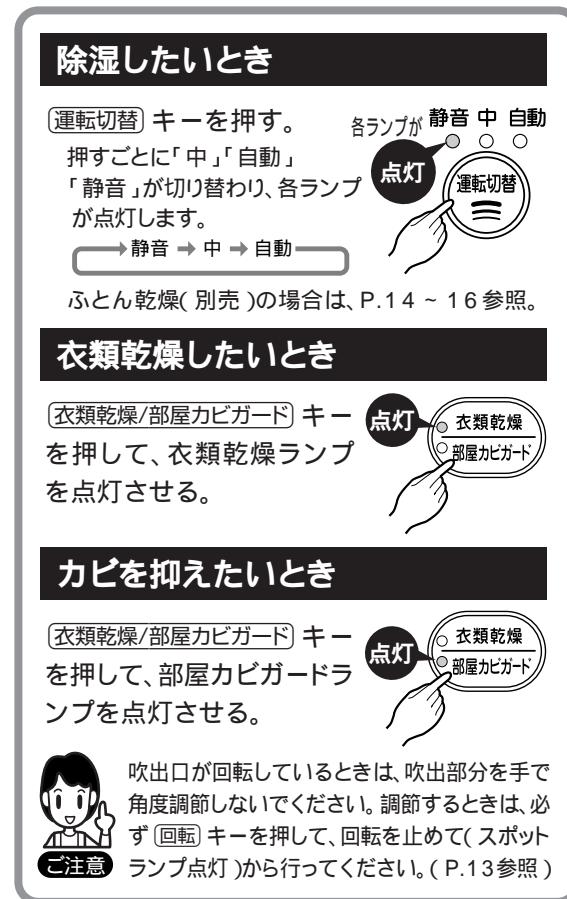 除湿したいとき
運転切替 キーを押す。
押すごとに「中」「自動」
「静音」が切り替わり、各ランプ
が点灯します。
静音 → 中 → 自動
各ランプが 静音 中 自動
点灯
運転切替
ふとん乾燥(別売)の場合は、P.14 ~ 16参照。
衣類乾燥したいとき
衣類乾燥/部屋カビガード キー
を押して、衣類乾燥ランプ
を点灯させる。
点灯
衣類乾燥
部屋カビガード
カビを抑えたいとき
衣類乾燥/部屋カビガード キー
を押して、部屋カビガードラ
ンプを点灯させる。
点灯
衣類乾燥
部屋カビガード
ご注意
吹出口が回転しているときは、吹出部分を手で
角度調節しないでください。調節するときは、必
ず 回転 キーを押して、回転を止めて(スポット
ランプ点灯)から行ってください。(P.13参照)